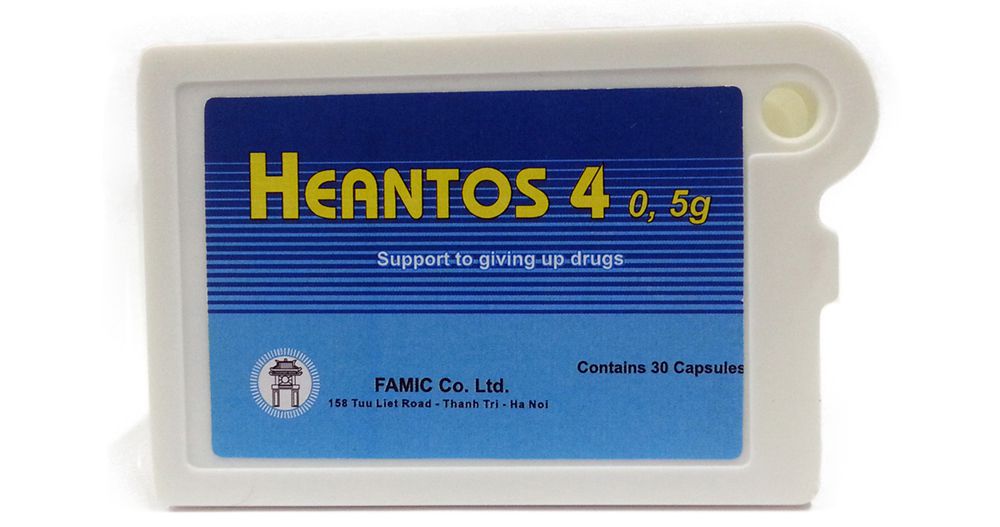 HEANTOS 4 0, 5g
Support to giving up drugs
Contains 30 Capsules
FAMIC Co. Ltd.
158 Tuu Liet Road - Thanh Tri - Ha Noi